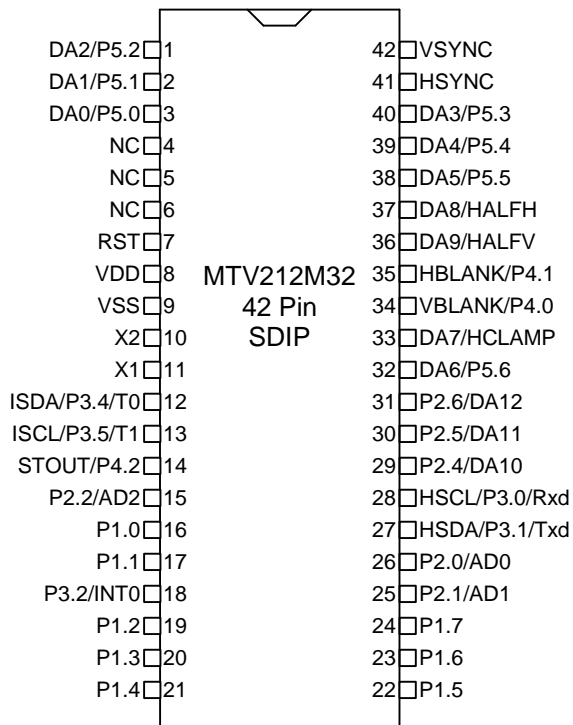 DA2/P5.2 1 42 VSYNC
DA1/P5.1 2 41 HSYNC
DA0/P5.0 3 40 DA3/P5.3
NC 4 39 DA4/P5.4
NC 5 38 DA5/P5.5
NC 6 37 DA8/HALFH
RST 7 36 DA9/HALFV
VDD 8 MTV212M32 35 HBLANK/P4.1
VSS 9 42 Pin 34 VBLANK/P4.0
X2 10 SDIP 33 DA7/HCLAMP
X1 11 32 DA6/P5.6
ISDA/P3.4/T0 12 31 P2.6/DA12
ISCL/P3.5/T1 13 30 P2.5/DA11
STOUT/P4.2 14 29 P2.4/DA10
P2.2/AD2 15 28 HSCL/P3.0/Rxd
P1.0 16 27 HSDA/P3.1/Txd
P1.1 17 26 P2.0/AD0
P3.2/INT0 18 25 P2.1/AD1
P1.2 19 24 P1.7
P1.3 20 23 P1.6
P1.4 21 22 P1.5